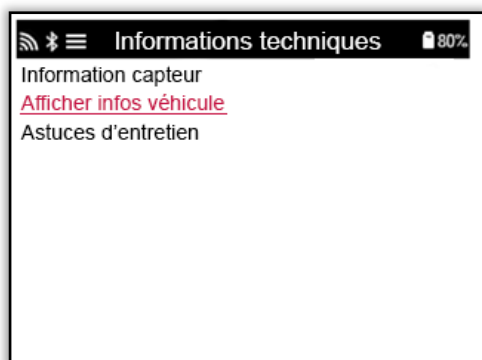 Informations techniques 80%
Information capteur
Afficher infos véhicule
Astuces d'entretien